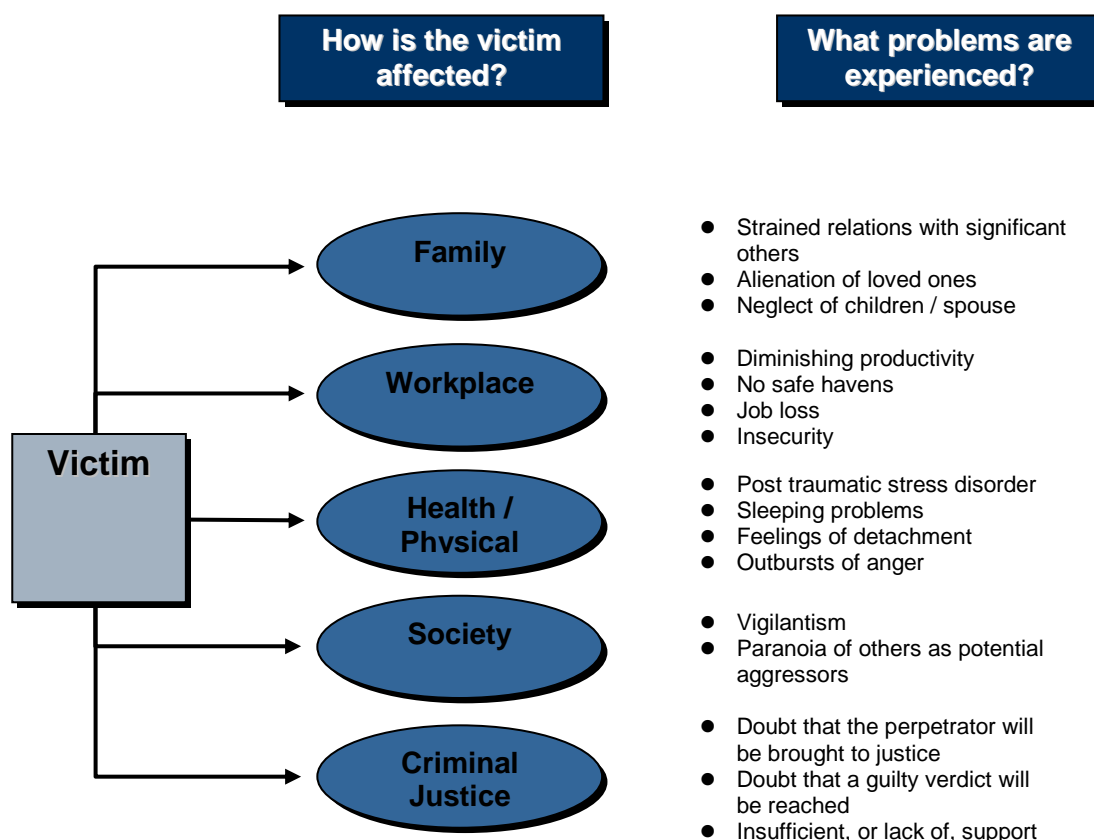 How is the victim
affected?
What problems are
experienced?
Victim
Family
● Strained relations with significant
others
● Alienation of loved ones
● Neglect of children / spouse
Workplace
● Diminishing productivity
● No safe havens
● Job loss
● Insecurity
Health /
Physical
● Post traumatic stress disorder
● Sleeping problems
● Feelings of detachment
● Outbursts of anger
Society
● Vigilantism
● Paranoia of others as potential
aggressors
Criminal
Justice
● Doubt that the perpetrator will
be brought to justice
● Doubt that a guilty verdict will
be reached
● Insufficient, or lack of, support